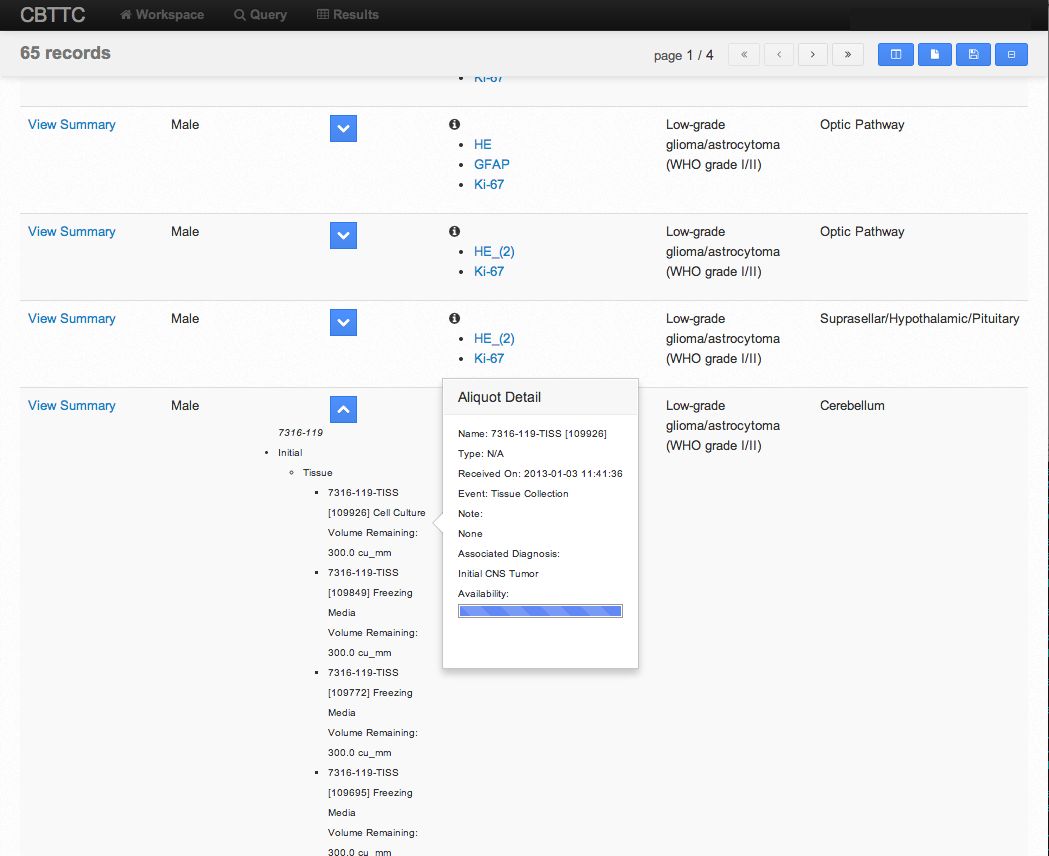 CBTTC Workspace Query Results
65 records
page 1 / 4 « ‹ › »
Ki-67
View Summary Male Low-grade glioma/astrocytoma (WHO grade I/II) Optic Pathway
HE
GFAP
Ki-67
View Summary Male Low-grade glioma/astrocytoma (WHO grade I/II) Optic Pathway
HE_(2)
Ki-67
View Summary Male Low-grade glioma/astrocytoma (WHO grade I/II) Suprasellar/Hypothalamic/Pituitary
HE_(2)
Ki-67
View Summary Male Low-grade glioma/astrocytoma (WHO grade I/II) Cerebellum
7316-119
Initial
Tissue
7316-119-TISS
[109926] Cell Culture
Volume Remaining:
300.0 cu_mm
7316-119-TISS
[109849] Freezing
Media
Volume Remaining:
300.0 cu_mm
7316-119-TISS
[109772] Freezing
Media
Volume Remaining:
300.0 cu_mm
7316-119-TISS
[109695] Freezing
Media
Volume Remaining:
300.0 cu_mm
Aliquot Detail
Name: 7316-119-TISS [109926]
Type: N/A
Received On: 2013-01-03 11:41:36
Event: Tissue Collection
Note:
None
Associated Diagnosis:
Initial CNS Tumor
Availability: